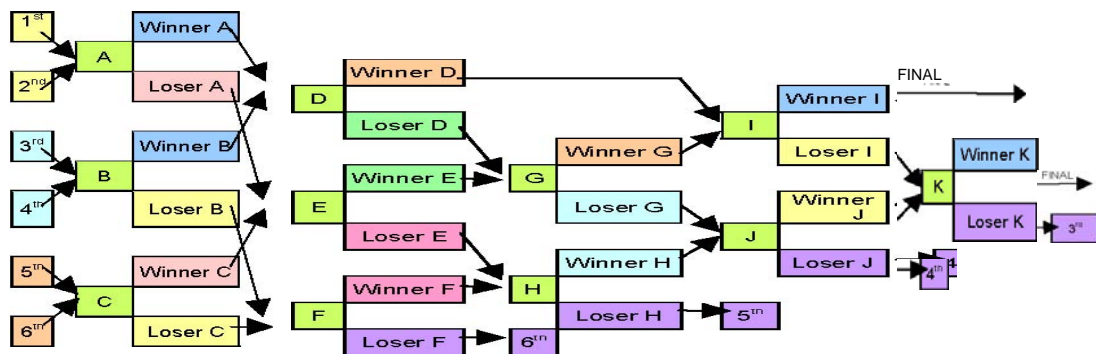 1st
Winner A
A
2nd
Loser A
3rd
Winner B
B
4th
Loser B
5th
Winner C
C
6th
Loser C
Winner D
D
Loser D
Winner E
E
Loser E
Winner F
F
Loser F
Winner G
G
Loser G
Winner H
H
Loser H
6th
5th
Winner I
I
Loser I
Winner
J
J
Loser J
4th
4
FINAL
Winner K
K
Loser K
FINAL
3rd